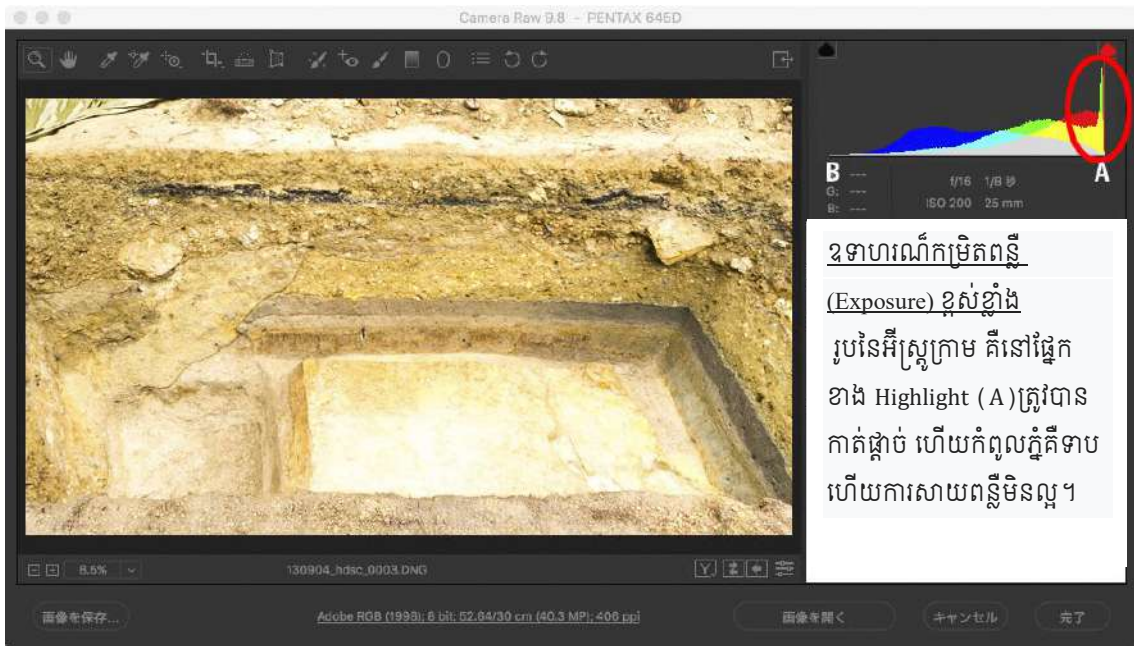 Camera Raw 9.8 - PENTAX 645D
B
A
---
G: ---
B: ---
f/16 1/8 秒
ISO 200 25 mm
ឧទាហរណ៏កម្រិតពន្លឺ
(Exposure) ខ្ពស់ខ្លាំង
រូបនៃអ៊ីស្តូក្រាម គឺនៅផ្នែក
ខាង Highlight (A)ត្រូវបាន
កាត់ផ្តាច់ ហើយកំពូលភ្នំគឺទាប
ហើយការសាយពន្លឺមិនល្អ។
8.5%
130904_hdsc_0003.DNG
Y
画像を保存...
Adobe RGB (1998); 8 bit; 52.64/30 cm (40.3 MP); 406 ppi
画像を開く
キャンセル
完了